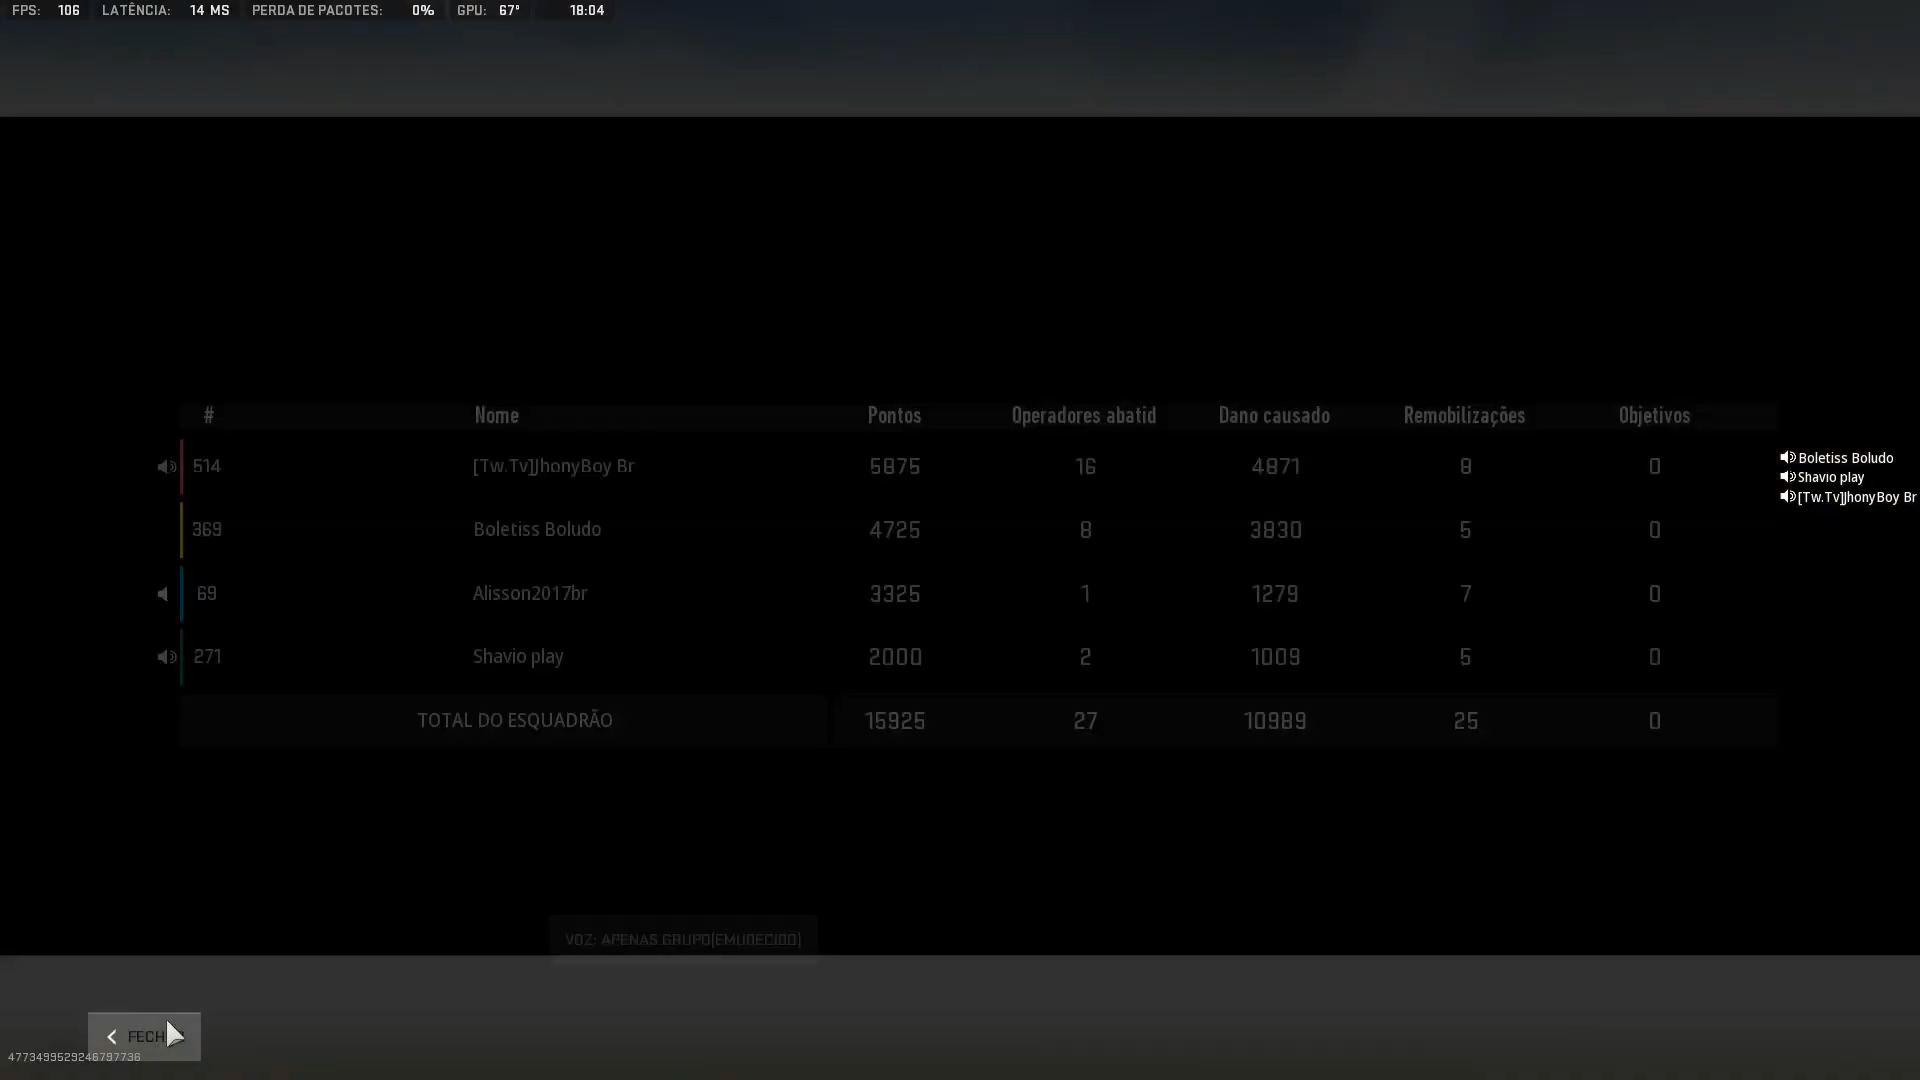 FPS: 106 LATÊNCIA: 14 MS PERDA DE PACOTES: 0% GPU: 67° 18:04
# Nome Pontos Operadores abatid Dano causado Remobilizações Objetivos
514 [Tw.Tv]JhonyBoy Br 5875 16 4871 8 0
369 Boletiss Boludo 4725 8 3830 5 0
69 Alisson2017br 3325 1 1279 7 0
271 Shavio play 2000 2 1009 5 0
TOTAL DO ESQUADRÃO 15925 27 10989 25 0
Boletiss Boludo
Shavio play
[Tw.Tv]JhonyBoy Br
VOZ: APENAS GRUPO(EMUDECIDO)
FECH
4773499529246797736